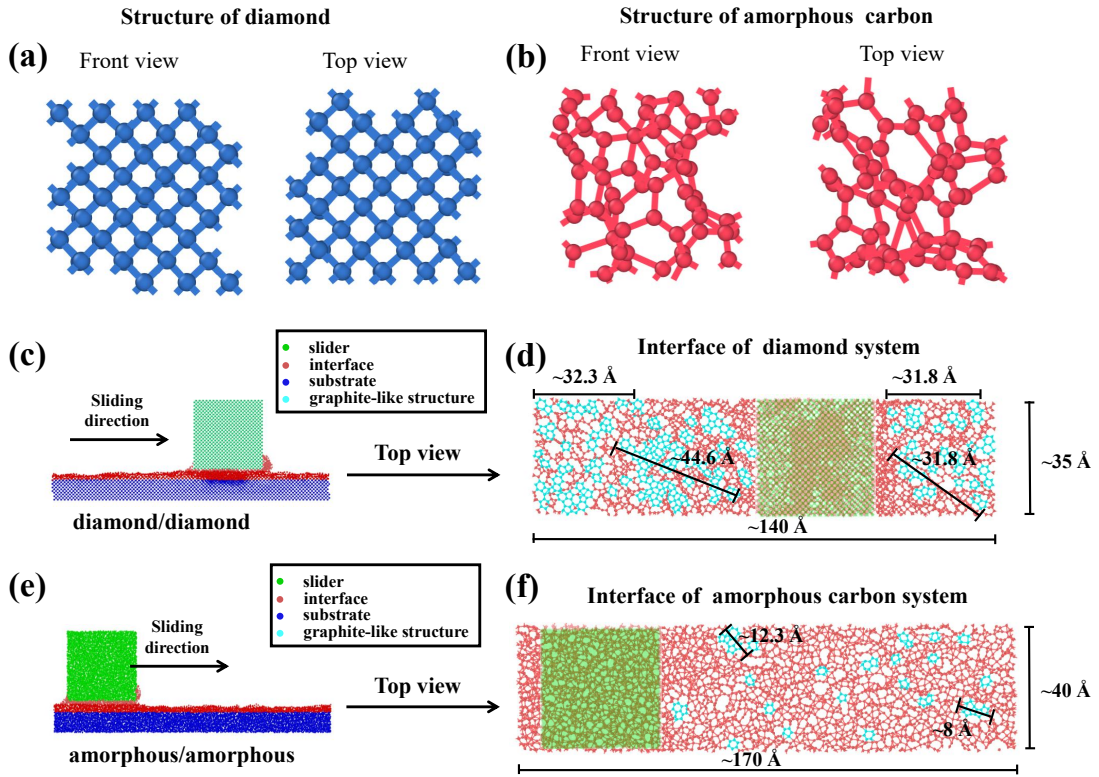 Structure of diamond
Structure of amorphous carbon
(a)
Front view
Top view
(b)
Front view
Top view
(c)
slider
interface
substrate
graphite-like structure
Sliding
direction
Top view
diamond/diamond
(d)
Interface of diamond system
~32.3 Å
~31.8 Å
~44.6 Å
~31.8 Å
~35 Å
~140 Å
(e)
slider
interface
substrate
graphite-like structure
Sliding
direction
Top view
amorphous/amorphous
(f)
Interface of amorphous carbon system
~12.3 Å
~8 Å
~40 Å
~170 Å